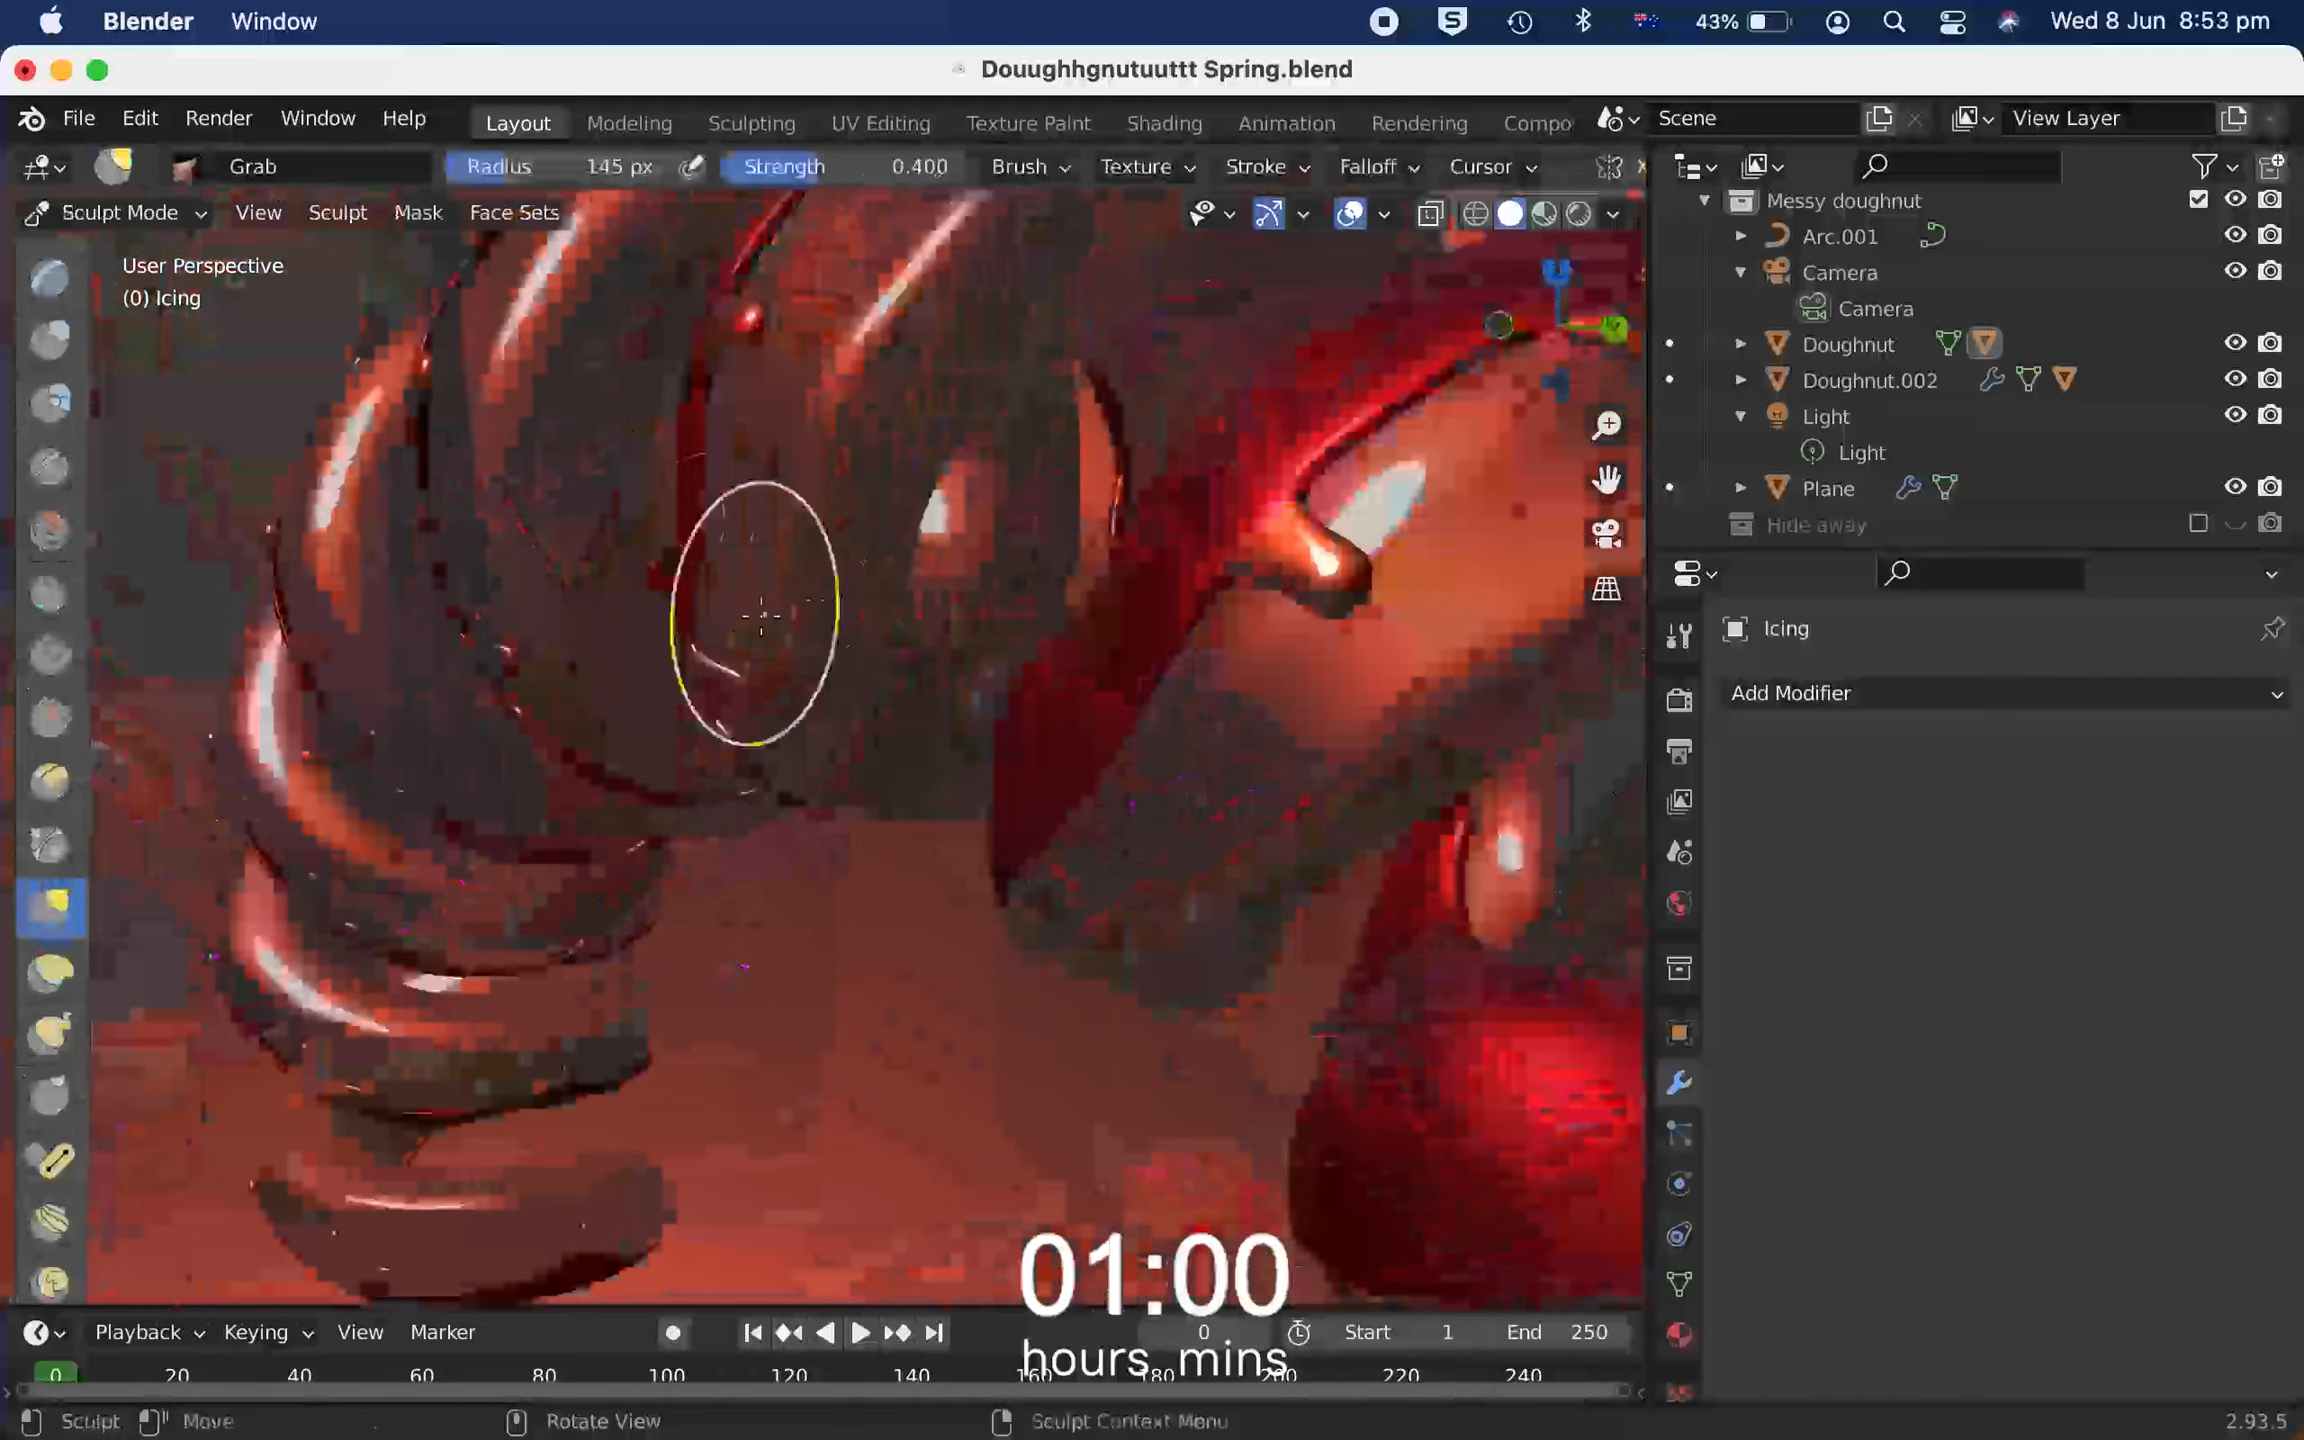 Blender Window 43% Wed 8 Jun 8:53 pm
Douughhgnutuuttt Spring.blend
File Edit Render Window Help Layout Modeling Sculpting UV Editing Texture Paint Shading Animation Rendering Compo Scene View Layer
Grab Radius 145 px Strength 0.400 Brush Texture Stroke Falloff Cursor
Sculpt Mode View Sculpt Mask Face Sets
User Perspective
(0) Icing
Messy doughnut
Arc.001
Camera
Camera
Doughnut
Doughnut.002
Light
Light
Plane
Hide away
Icing
Add Modifier
01:00
hours mins
Playback Keying View Marker 0 Start 1 End 250
0 20 40 60 80 100 120 140 160 180 200 220 240
Sculpt Move Rotate View Sculpt Context Menu 2.93.5